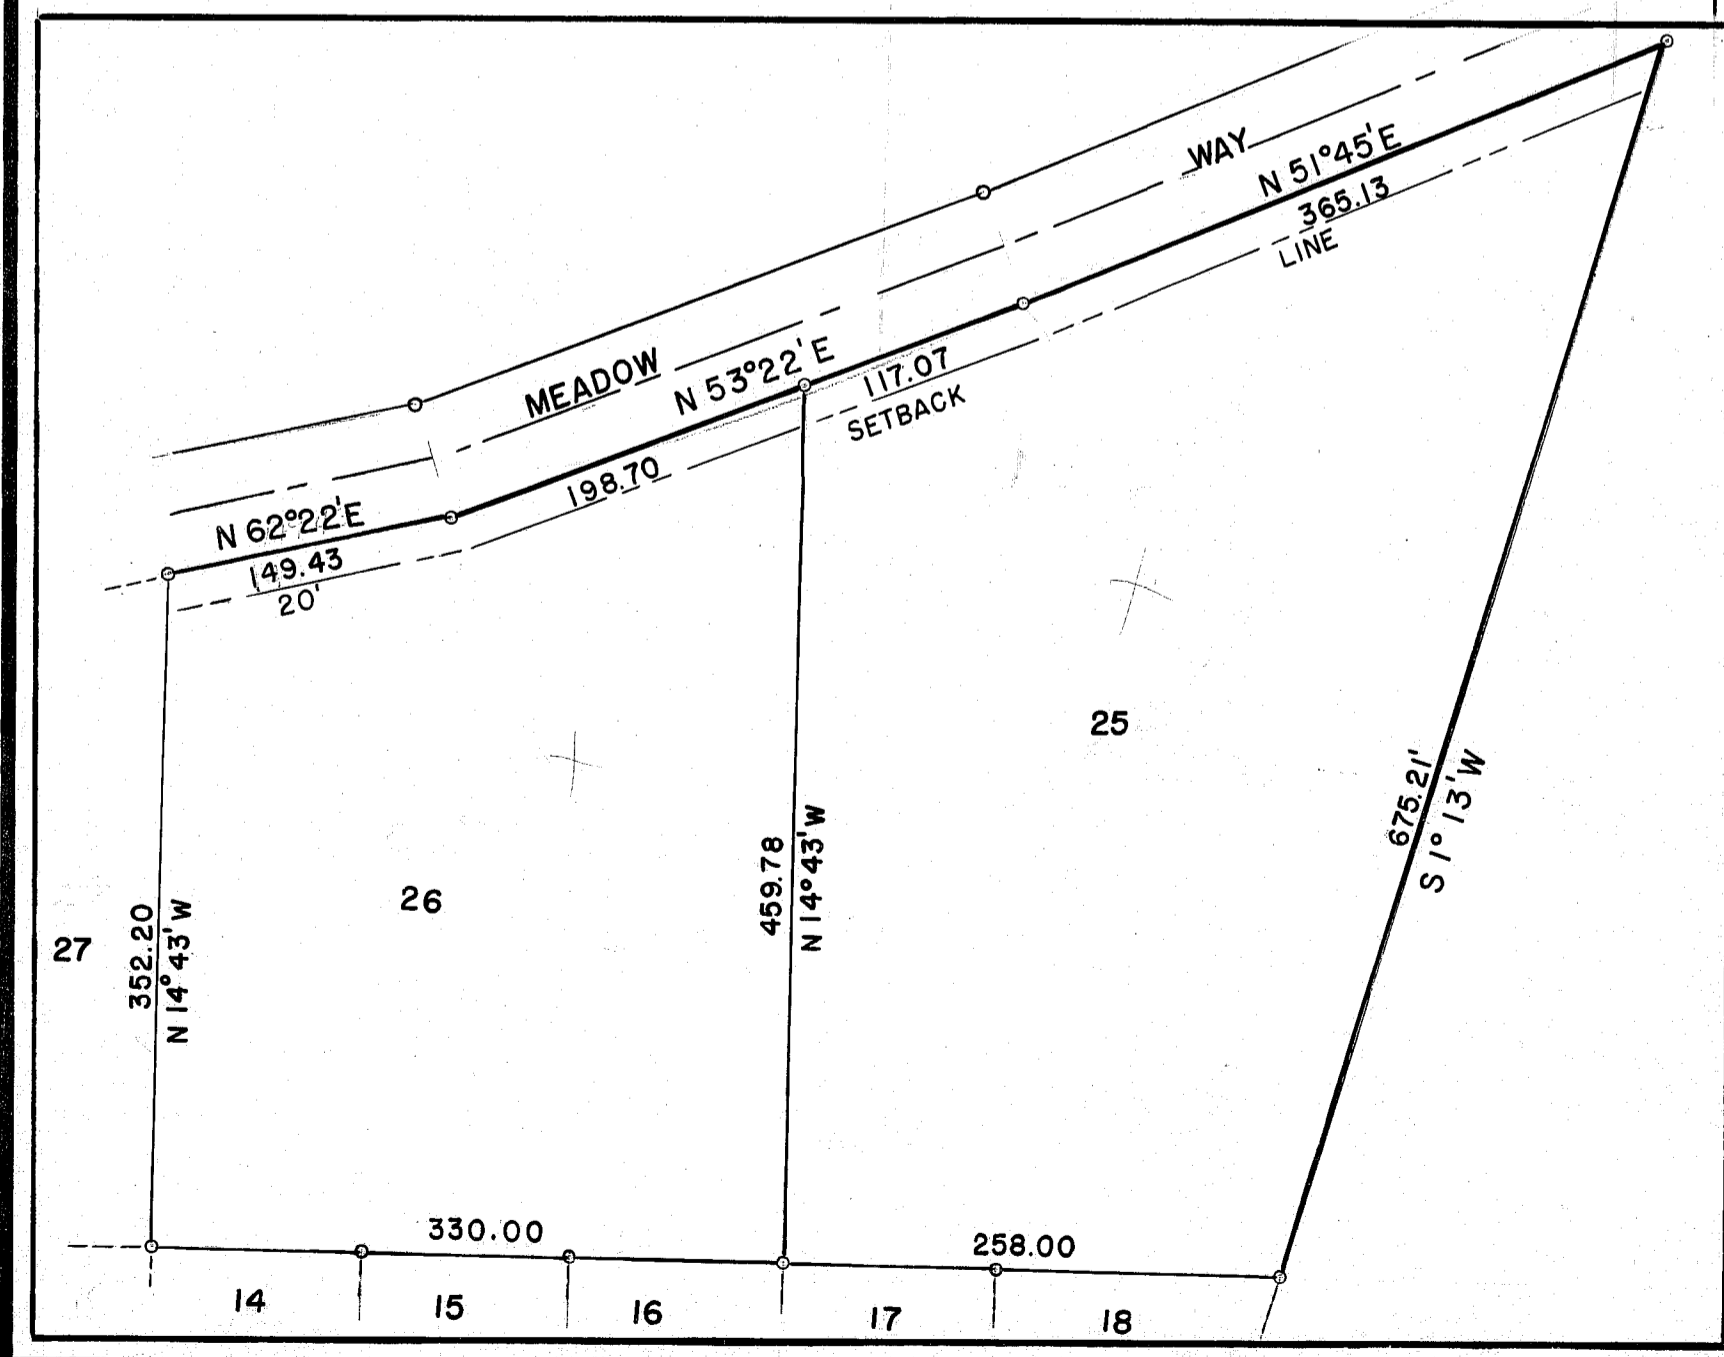 WAY
N 51°45'E
365.13
LINE
MEADOW
N 53°22'E
117.07
SETBACK
198.70
N 62°22'E
149.43
20'
25
675.21'
S 1°13'W
459.78
N 14°43'W
26
27
352.20
N 14°43'W
330.00
258.00
14
15
16
17
18